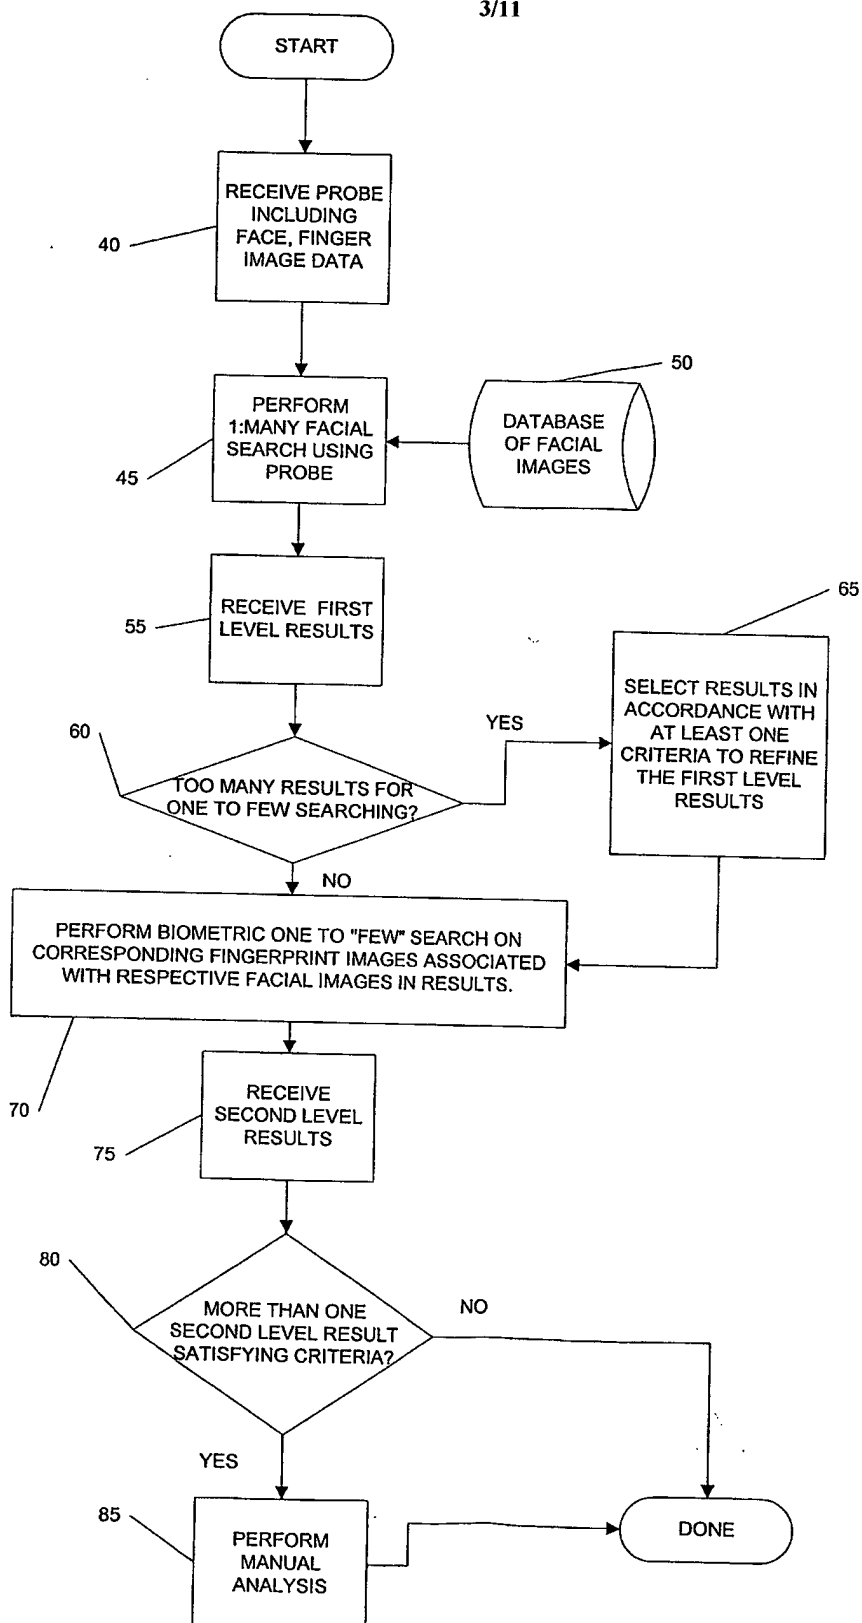 3/11
START
RECEIVE PROBE
INCLUDING
FACE, FINGER
IMAGE DATA
40
50
PERFORM
1:MANY FACIAL
SEARCH USING
PROBE
45
DATABASE
OF FACIAL
IMAGES
65
RECEIVE FIRST
LEVEL RESULTS
55
SELECT RESULTS IN
ACCORDANCE WITH
AT LEAST ONE
CRITERIA TO REFINE
THE FIRST LEVEL
RESULTS
60
YES
TOO MANY RESULTS FOR
ONE TO FEW SEARCHING?
NO
PERFORM BIOMETRIC ONE TO "FEW" SEARCH ON
CORRESPONDING FINGERPRINT IMAGES ASSOCIATED
WITH RESPECTIVE FACIAL IMAGES IN RESULTS.
70
RECEIVE
SECOND LEVEL
RESULTS
75
80
MORE THAN ONE
SECOND LEVEL RESULT
SATISFYING CRITERIA?
NO
YES
85
PERFORM
MANUAL
ANALYSIS
DONE